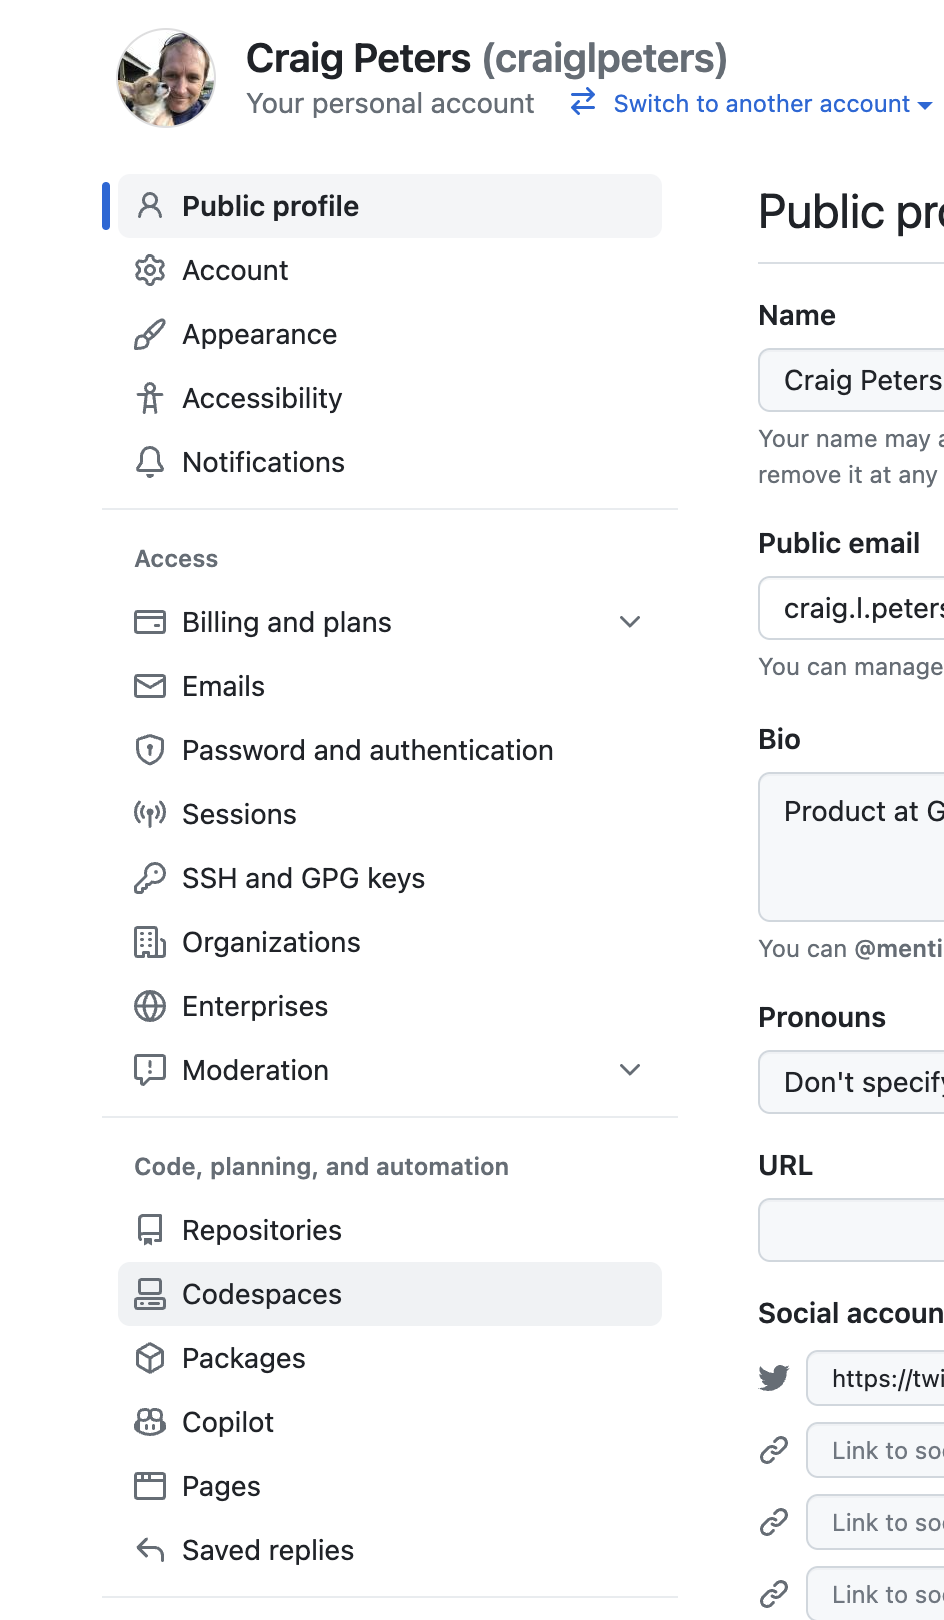 Craig Peters (craiglpeters)
Your personal account Switch to another account
Public profile
Account
Appearance
Accessibility
Notifications
Access
Billing and plans
Emails
Password and authentication
Sessions
SSH and GPG keys
Organizations
Enterprises
Moderation
Code, planning, and automation
Repositories
Codespaces
Packages
Copilot
Pages
Saved replies
Public pro
Name
Craig Peters
Your name may a
remove it at any
Public email
craig.l.peters
You can manage
Bio
Product at G
You can @menti
Pronouns
Don't specify
URL
Social accoun
https://twi
Link to soc
Link to soc
Link to soc